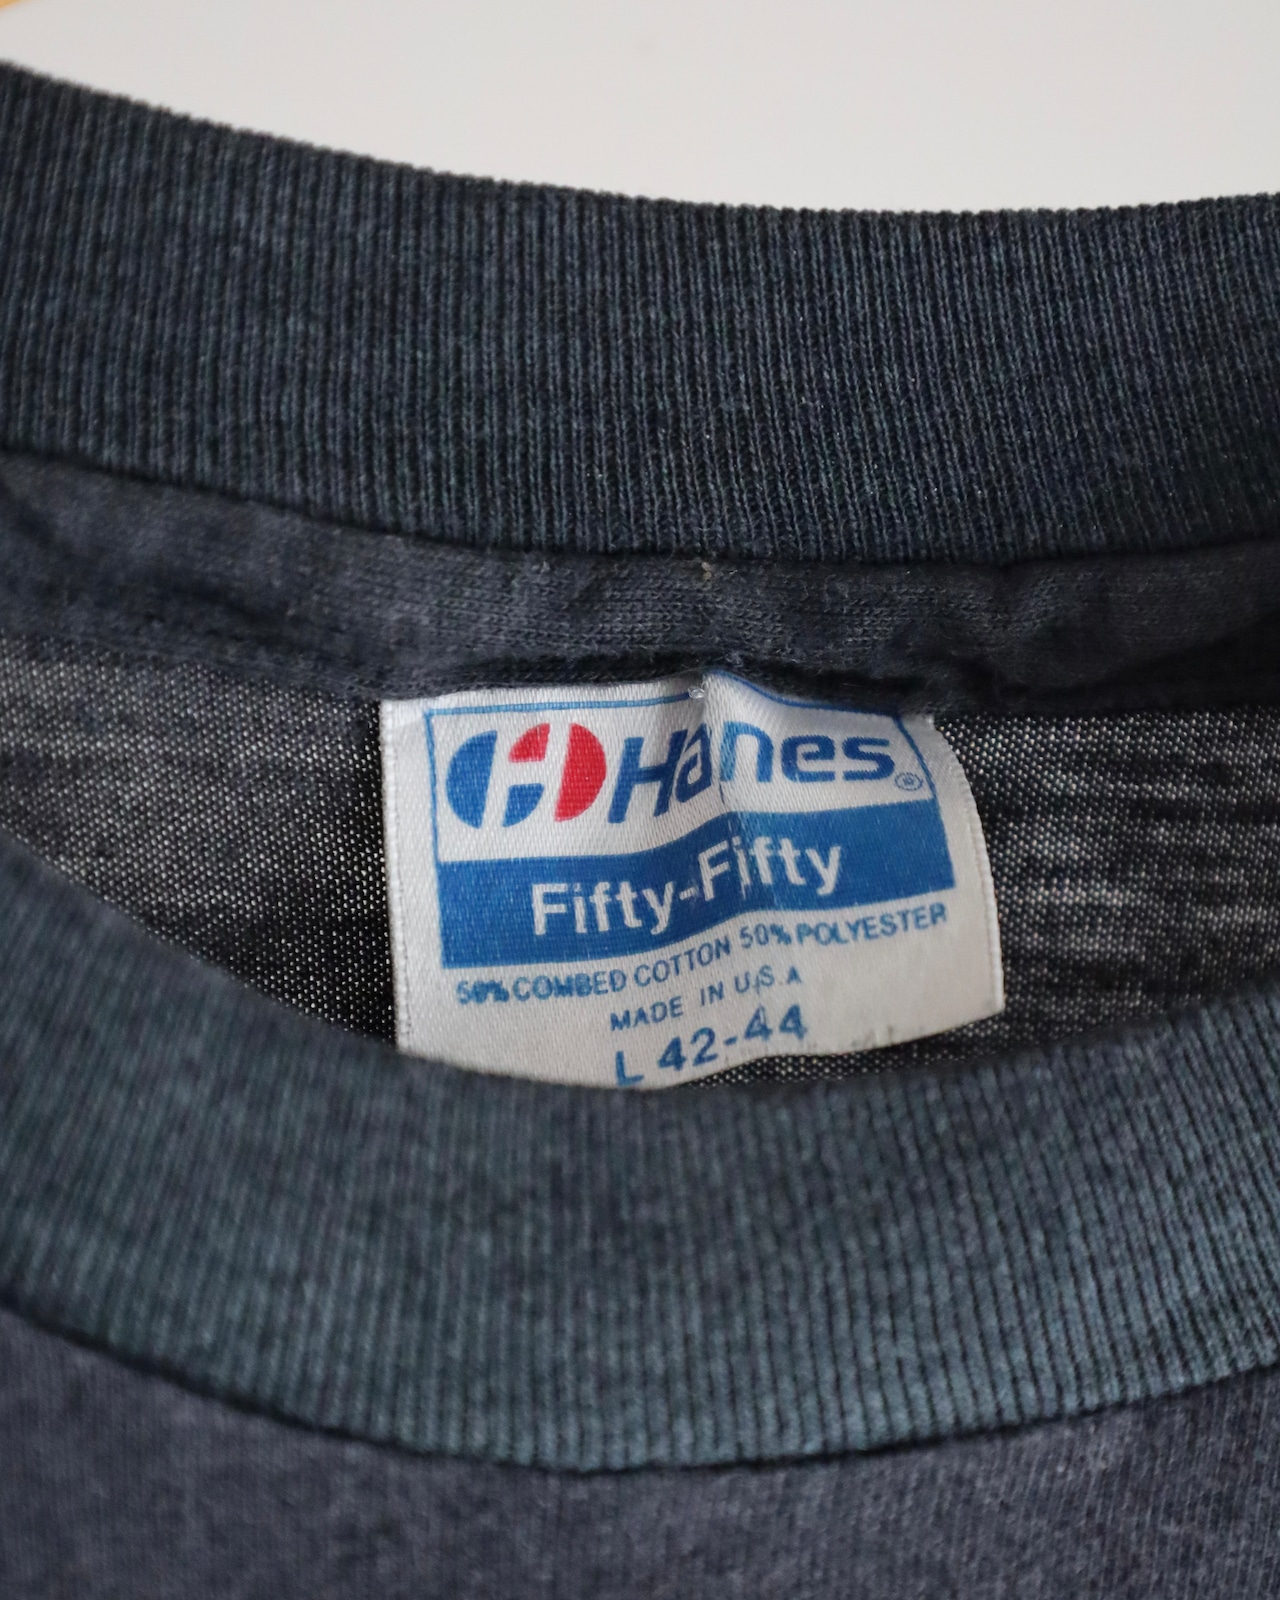 Hanes®
Fifty-Fifty
50% COMBED COTTON 50% POLYESTER
MADE IN U.S.A
L 42-44